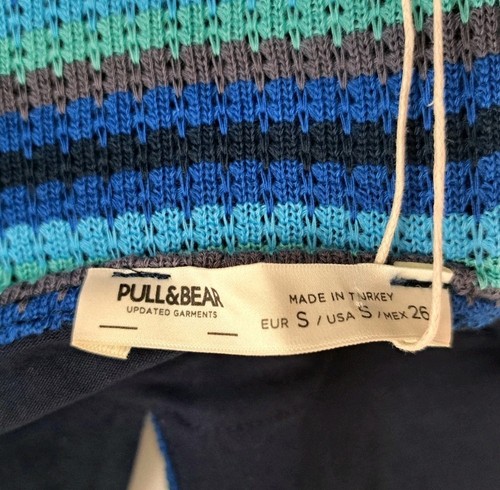 PULL&BEAR
UPDATED GARMENTS
MADE IN TURKEY
EUR S / USA S / MEX 26